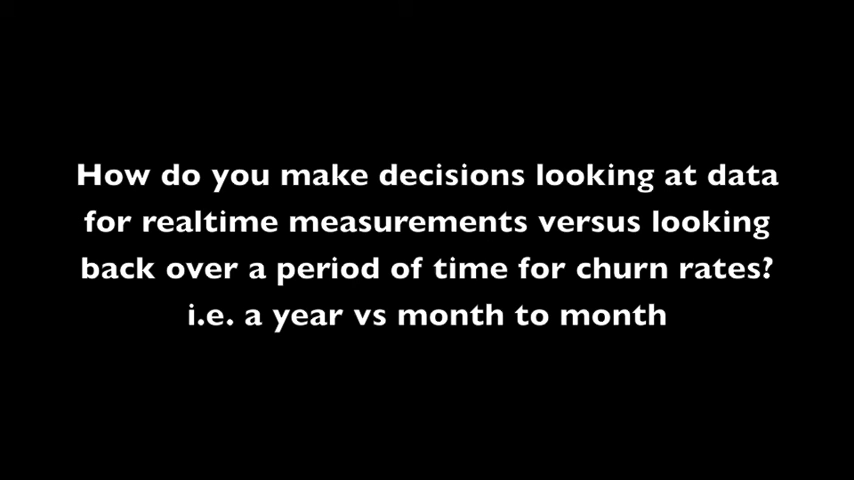 How do you make decisions looking at data
for realtime measurements versus looking
back over a period of time for churn rates?
i.e. a year vs month to month